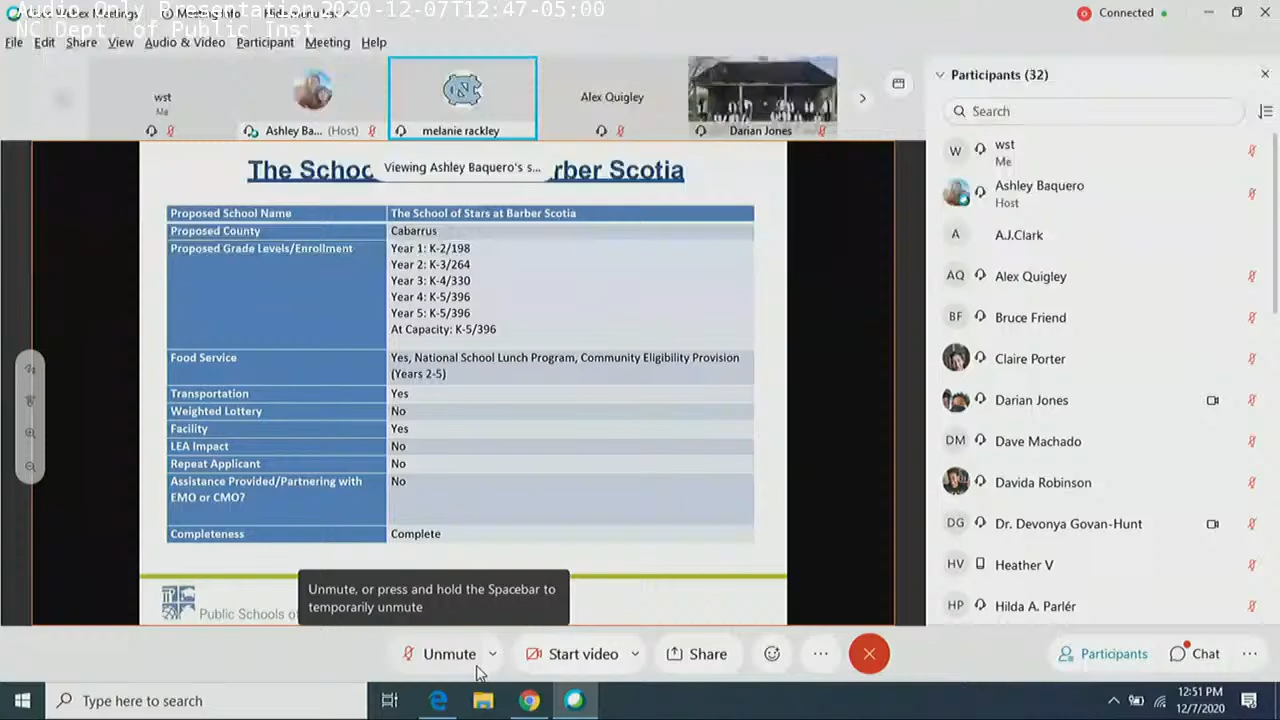 Audio Only Presentation 2020-12-07T12:47-05:00
NC Dept. of Public Inst
Connected
File Edit Share View Audio & Video Participant Meeting Help
wst
Me
Ashley Ba... (Host)
melanie rackley
Alex Quigley
Darian Jones
Viewing Ashley Baquero's s...
The Schoo
rber Scotia
Proposed School Name The School of Stars at Barber Scotia
Proposed County Cabarrus
Proposed Grade Levels/Enrollment Year 1: K-2/198
Year 2: K-3/264
Year 3: K-4/330
Year 4: K-5/396
Year 5: K-5/396
At Capacity: K-5/396
Food Service Yes, National School Lunch Program, Community Eligibility Provision
(Years 2-5)
Transportation Yes
Weighted Lottery No
Facility Yes
LEA Impact No
Repeat Applicant No
Assistance Provided/Partnering with No
EMO or CMO?
Completeness Complete
Public Schools of
Unmute, or press and hold the Spacebar to
temporarily unmute
Participants (32)
Search
W wst
Me
Ashley Baquero
Host
A A.J.Clark
AQ Alex Quigley
BF Bruce Friend
Claire Porter
Darian Jones
DM Dave Machado
Davida Robinson
DG Dr. Devonya Govan-Hunt
HV Heather V
HP Hilda A. Parlér
Unmute Start video Share Participants Chat
Type here to search
12:51 PM
12/7/2020